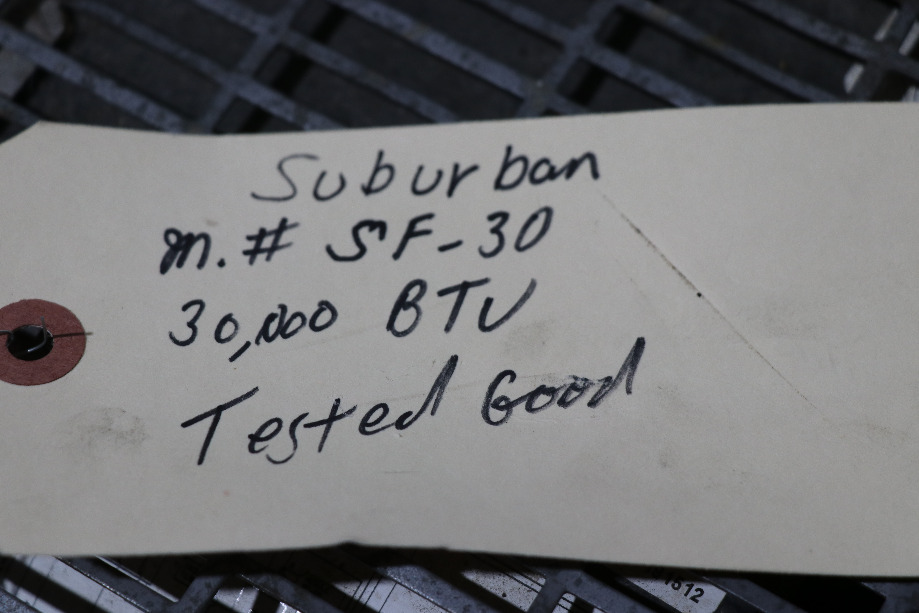 Suburban
m.# SF-30
30,000 BTU
Tested Good